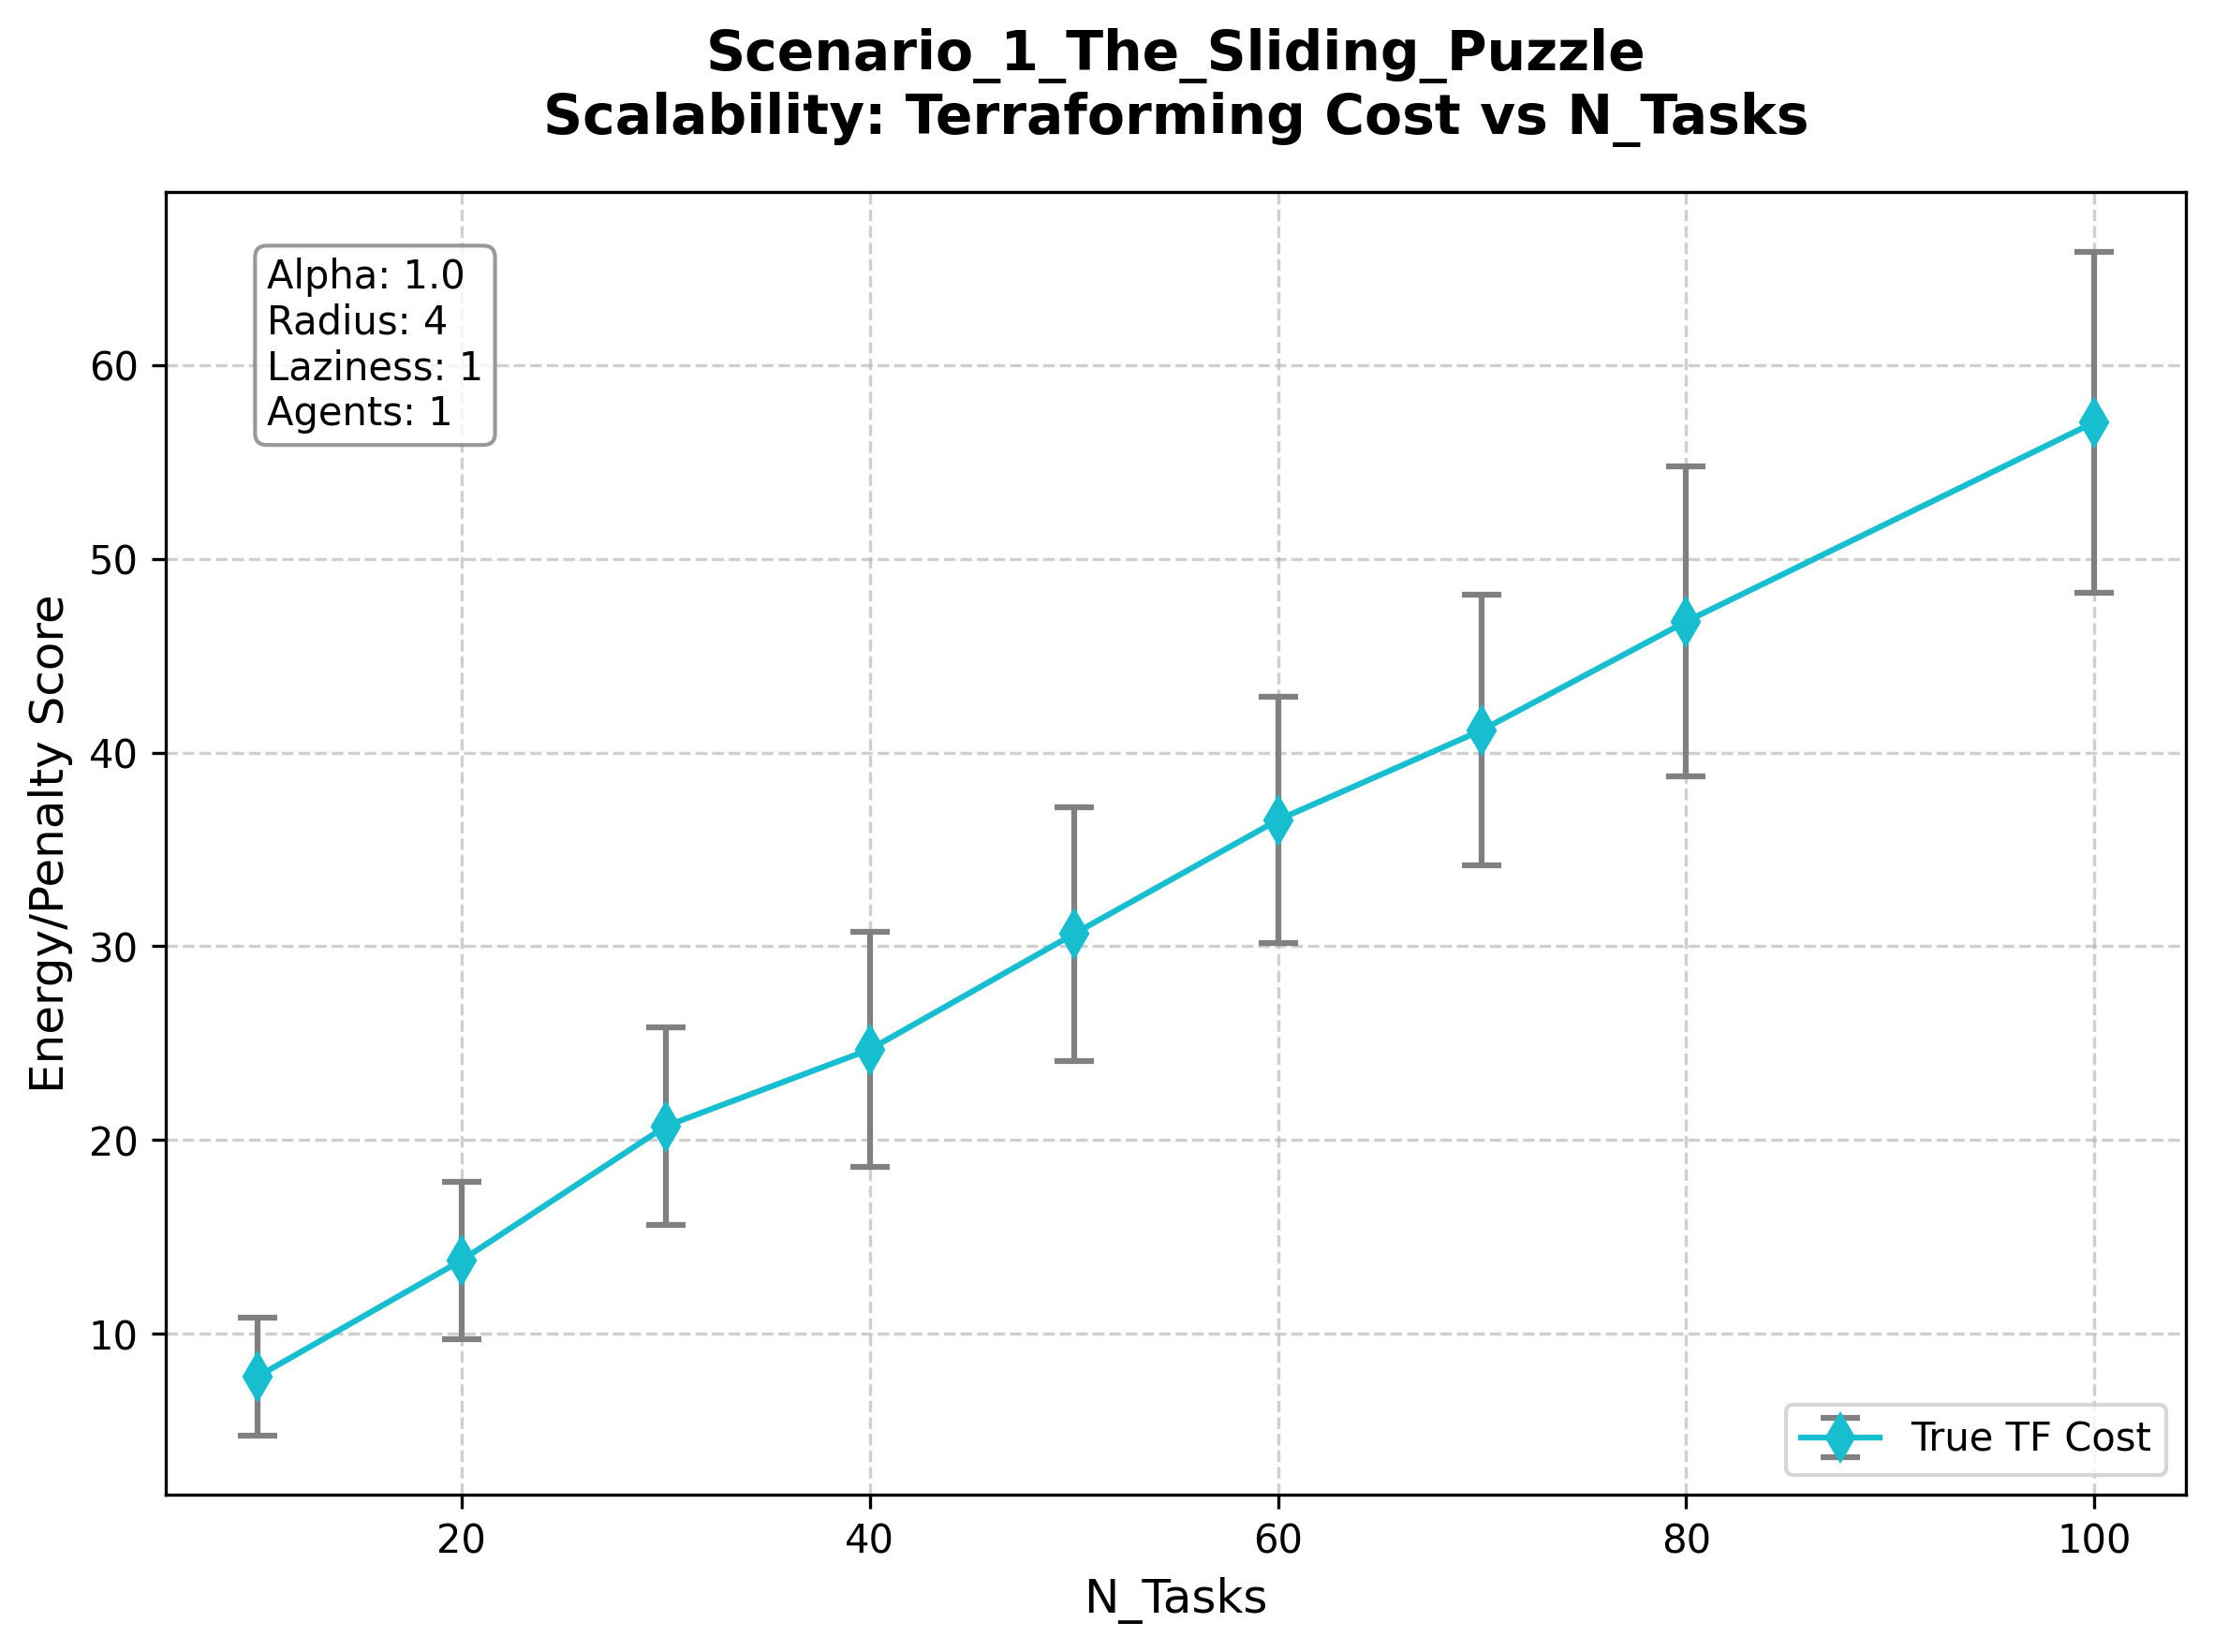 Scenario_1_The_Sliding_Puzzle
Scalability: Terraforming Cost vs N_Tasks
Alpha: 1.0
Radius: 4
Laziness: 1
Agents: 1
60
50
40
30
20
10
Energy/Penalty Score
True TF Cost
20
40
60
80
100
N_Tasks